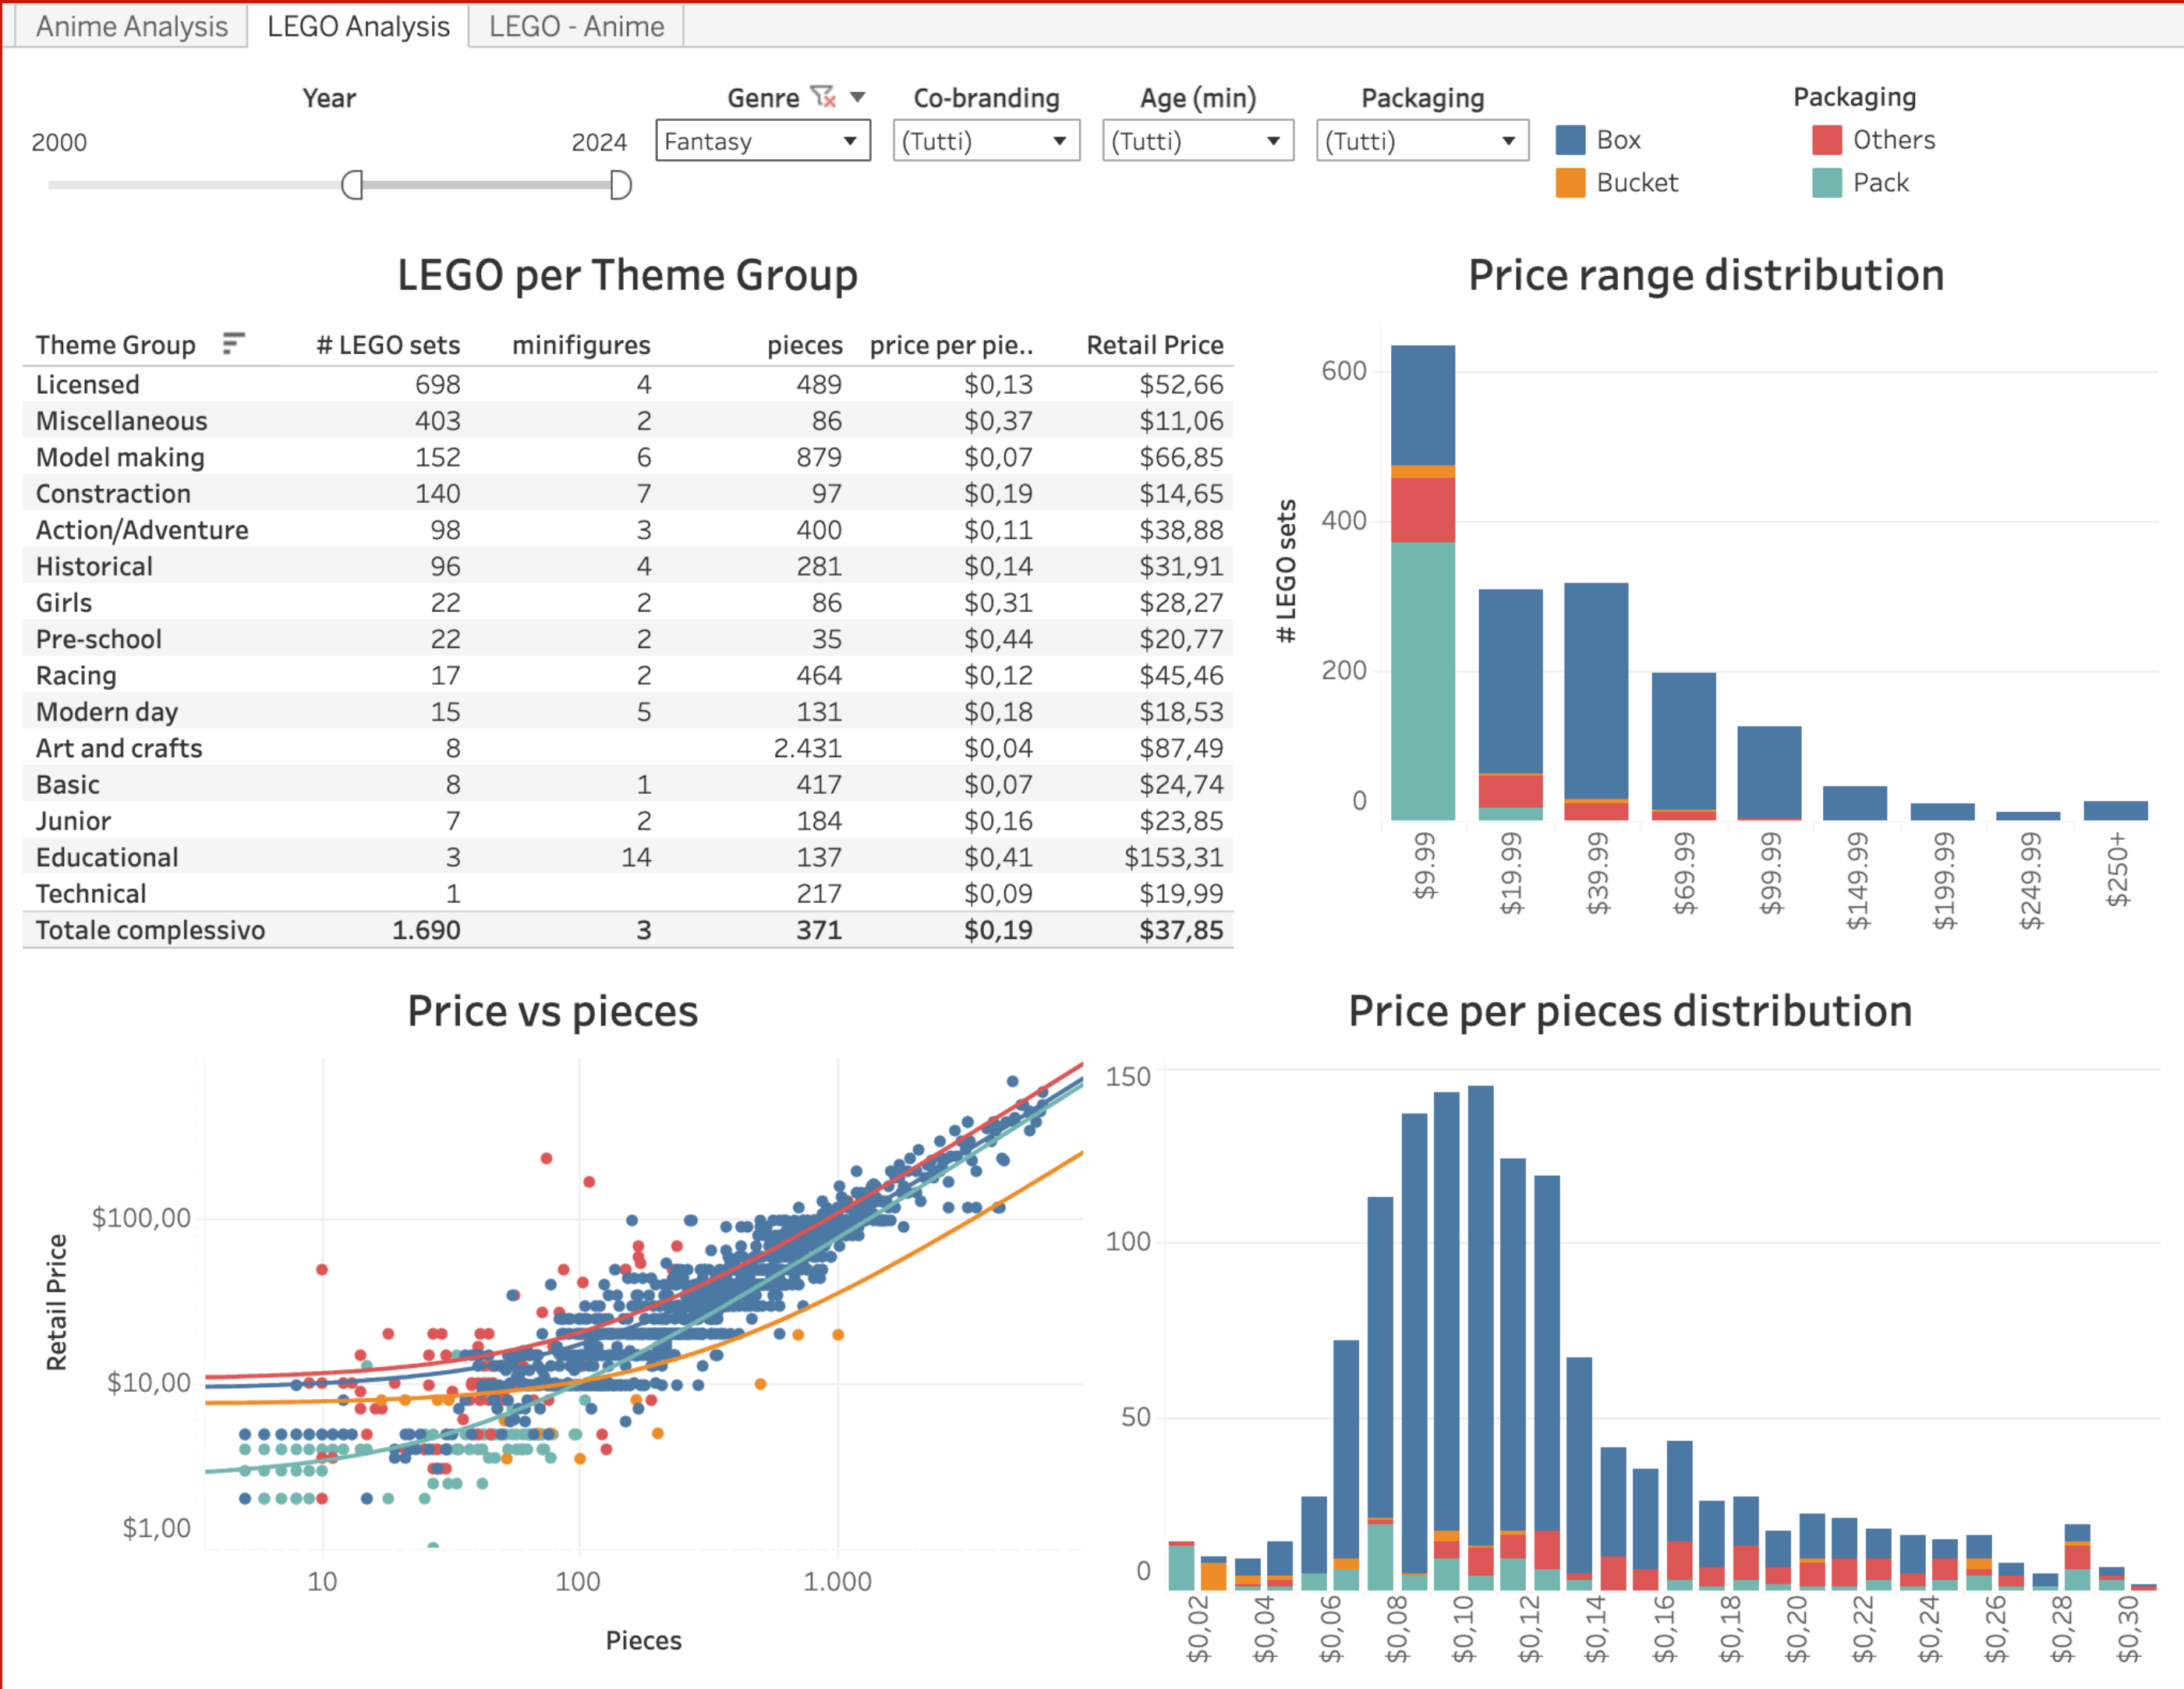 Anime Analysis LEGO Analysis LEGO - Anime
Year Genre Co-branding Age (min) Packaging Packaging
2000 2024 Fantasy (Tutti) (Tutti) (Tutti) Box Others
Bucket Pack
LEGO per Theme Group
Theme Group # LEGO sets minifigures pieces price per pie.. Retail Price
Licensed 698 4 489 $0,13 $52,66
Miscellaneous 403 2 86 $0,37 $11,06
Model making 152 6 879 $0,07 $66,85
Constraction 140 7 97 $0,19 $14,65
Action/Adventure 98 3 400 $0,11 $38,88
Historical 96 4 281 $0,14 $31,91
Girls 22 2 86 $0,31 $28,27
Pre-school 22 2 35 $0,44 $20,77
Racing 17 2 464 $0,12 $45,46
Modern day 15 5 131 $0,18 $18,53
Art and crafts 8 2.431 $0,04 $87,49
Basic 8 1 417 $0,07 $24,74
Junior 7 2 184 $0,16 $23,85
Educational 3 14 137 $0,41 $153,31
Technical 1 217 $0,09 $19,99
Totale complessivo 1.690 3 371 $0,19 $37,85
Price range distribution
# LEGO sets
600
400
200
0
$9.99 $19.99 $39.99 $69.99 $99.99 $149.99 $199.99 $249.99 $250+
Price vs pieces
Retail Price
$100,00
$10,00
$1,00
10 100 1.000
Pieces
Price per pieces distribution
150
100
50
0
$0,02 $0,04 $0,06 $0,08 $0,10 $0,12 $0,14 $0,16 $0,18 $0,20 $0,22 $0,24 $0,26 $0,28 $0,30